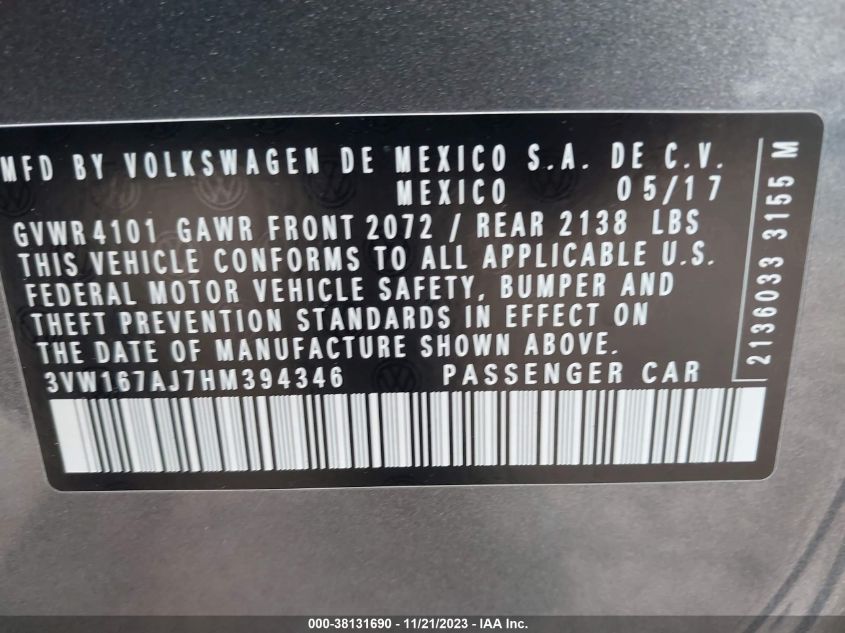 MFD BY VOLKSWAGEN DE MEXICO S.A. DE C.V.
MEXICO 05/17
GVWR 4101 GAWR FRONT 2072 / REAR 2138 LBS
THIS VEHICLE CONFORMS TO ALL APPLICABLE U.S.
FEDERAL MOTOR VEHICLE SAFETY, BUMPER AND
THEFT PREVENTION STANDARDS IN EFFECT ON
THE DATE OF MANUFACTURE SHOWN ABOVE.
3VW167AJ7HM394346 PASSENGER CAR
2136033 3155 M
000-38131690 - 11/21/2023 - IAA Inc.